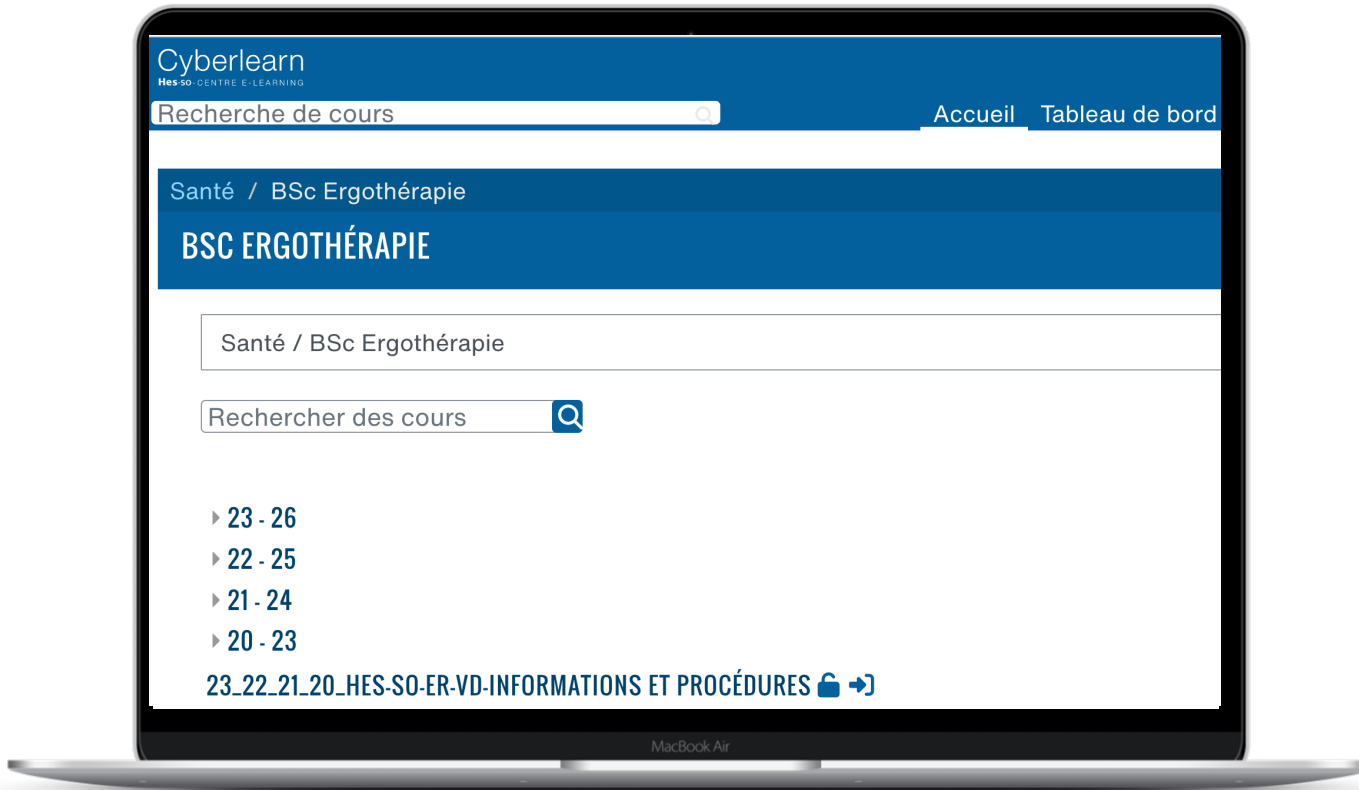 Cyberlearn
Hes·so - CENTRE E-LEARNING
Recherche de cours
Accueil Tableau de bord
Santé / BSc Ergothérapie
BSC ERGOTHÉRAPIE
Santé / BSc Ergothérapie
Rechercher des cours
23 - 26
22 - 25
21 - 24
20 - 23
23_22_21_20_HES-SO-ER-VD-INFORMATIONS ET PROCÉDURES
MacBook Air